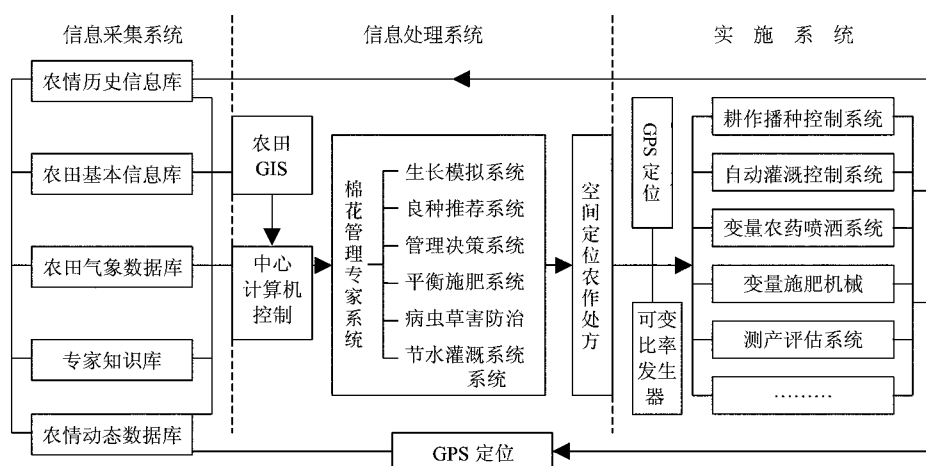 信息采集系统
信息处理系统
实施系统
农情历史信息库
农田基本信息库
农田气象数据库
专家知识库
农情动态数据库
农田
GIS
中心
计算机
控制
棉花管理专家系统
生长模拟系统
良种推荐系统
管理决策系统
平衡施肥系统
病虫草害防治
节水灌溉系统
系统
空间定位农作处方
GPS 定位
可变
比率
发生
器
耕作播种控制系统
自动灌溉控制系统
变量农药喷洒系统
变量施肥机械
测产评估系统
………
GPS 定位